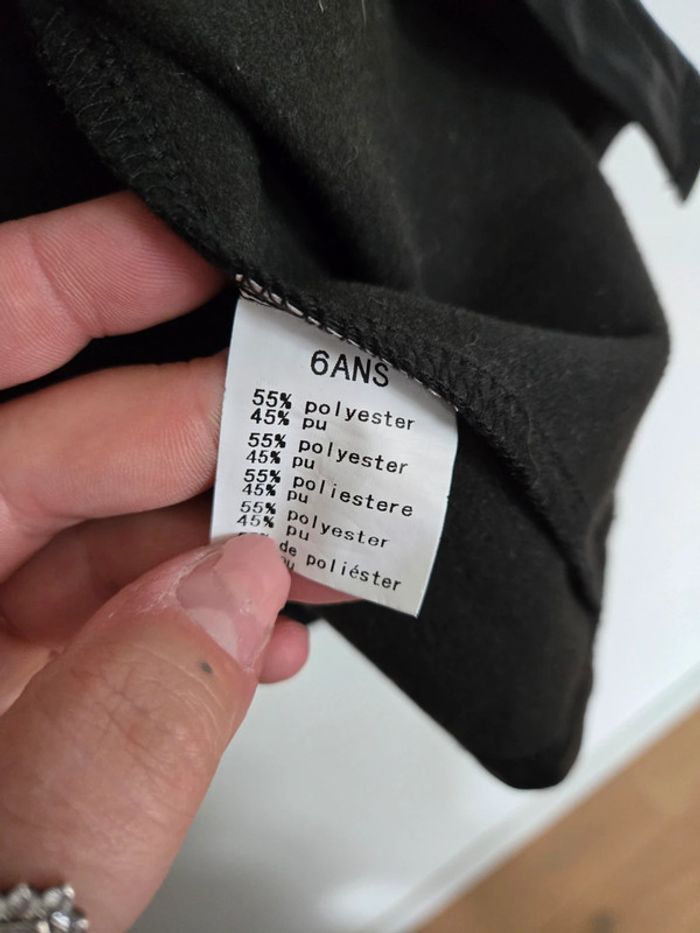 6ANS
55% polyester
45% pu
55% polyester
45% pu
55% poliestere
45% pu
55% polyester
45% pu
de poliéster